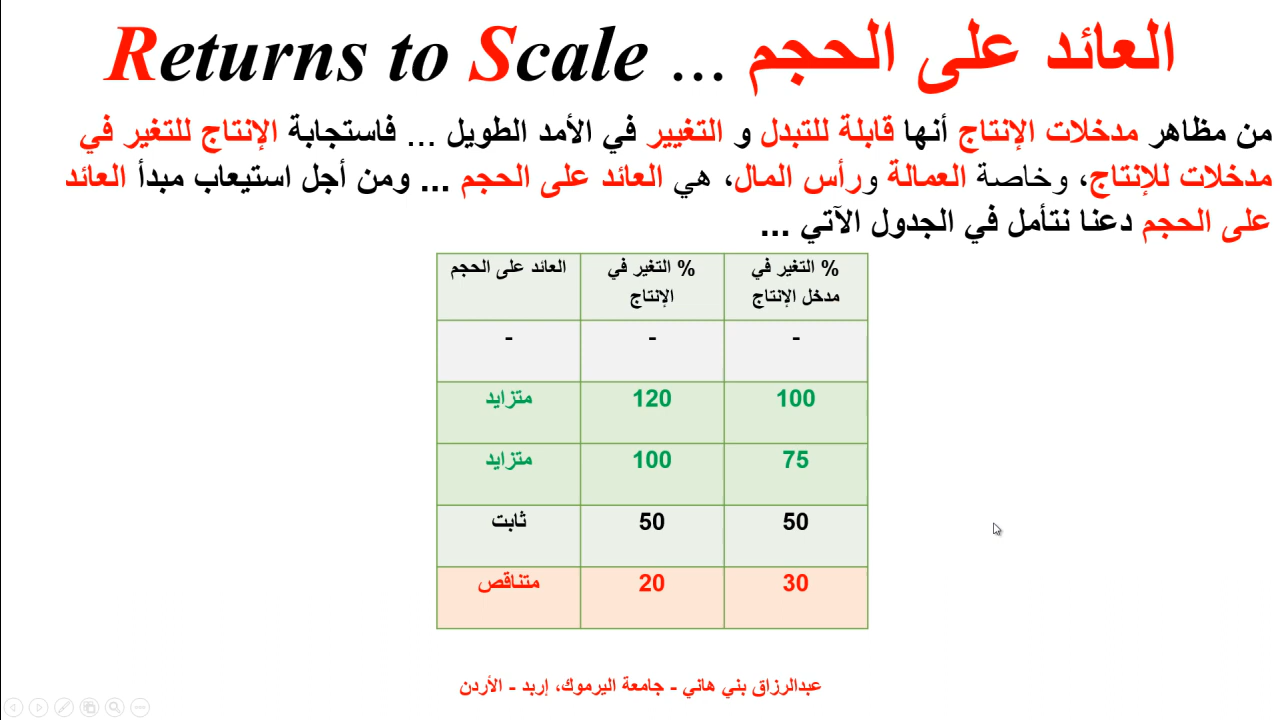 العائد على الحجم ... Returns to Scale
من مظاهر مدخلات الإنتاج أنها قابلة للتبدل و التغيير في الأمد الطويل ... فاستجابة الإنتاج للتغير في
مدخلات للإنتاج، وخاصة العمالة ورأس المال، هي العائد على الحجم ... ومن أجل استيعاب مبدأ العائد
على الحجم دعنا نتأمل في الجدول الآتي ...
% التغير في مدخل الإنتاج | % التغير في الإنتاج | العائد على الحجم
- | - | -
100 | 120 | متزايد
75 | 100 | متزايد
50 | 50 | ثابت
30 | 20 | متناقص
عبدالرزاق بني هاني - جامعة اليرموك، إربد - الأردن